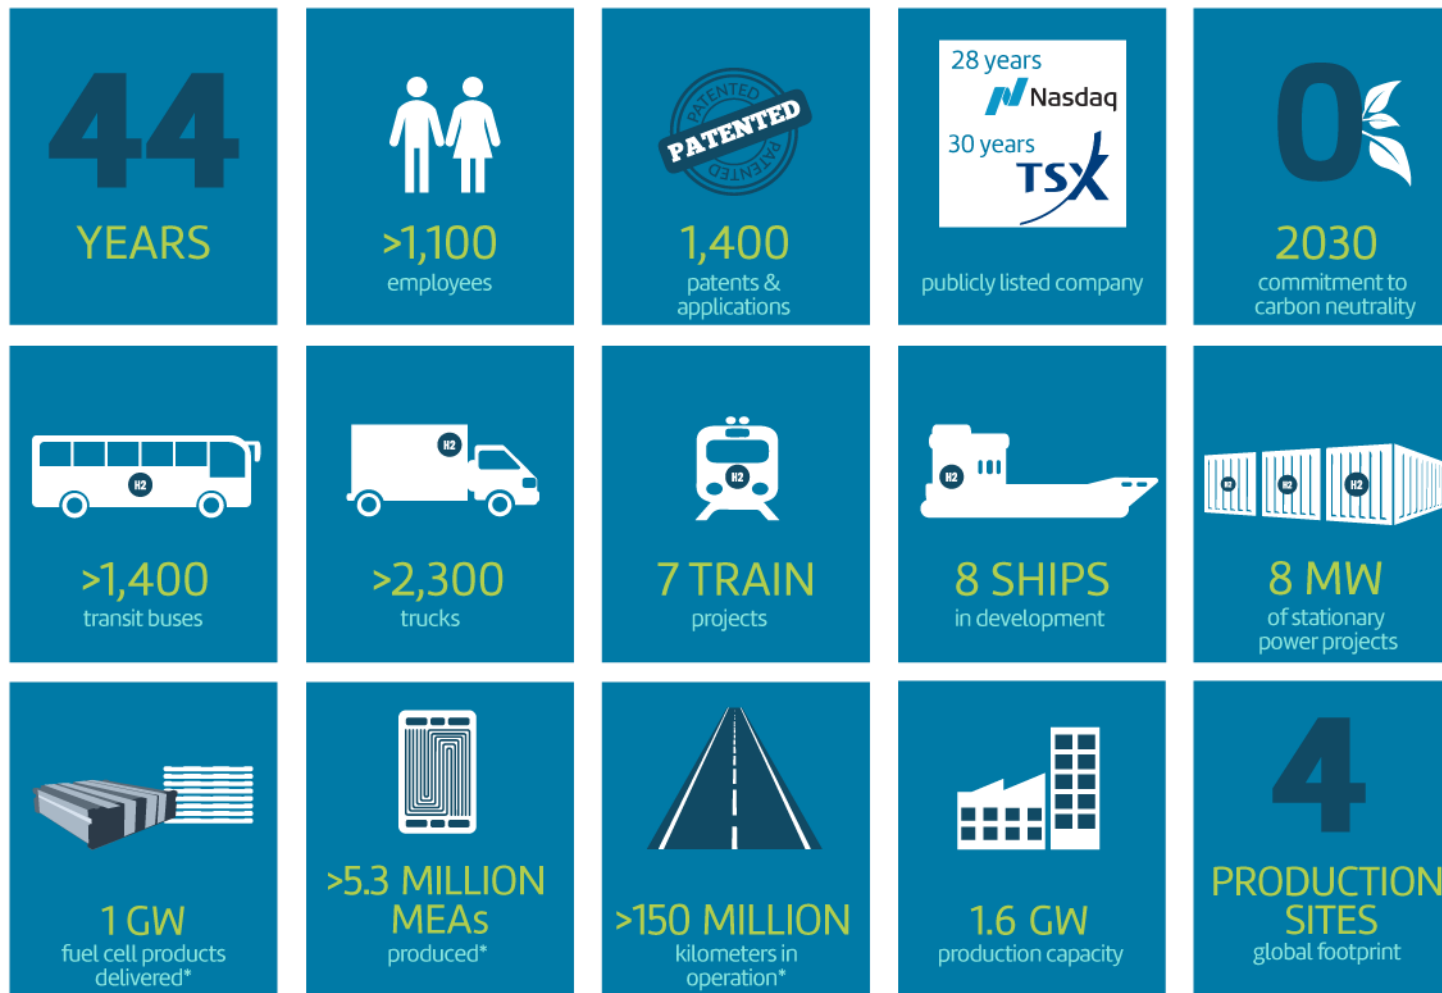 44
YEARS
PATENTED
PATENTED
PATENTED
28 years
Nasdaq
30 years
TSX
0
>1,100
employees
1,400
patents &
applications
publicly listed company
2030
commitment to
carbon neutrality
H2
H2
H2
H2
H2
H2
H2
>1,400
transit buses
>2,300
trucks
7 TRAIN
projects
8 SHIPS
in development
8 MW
of stationary
power projects
1 GW
fuel cell products
delivered*
>5.3 MILLION
MEAs
produced*
>150 MILLION
kilometers in
operation*
1.6 GW
production capacity
4
PRODUCTION
SITES
global footprint